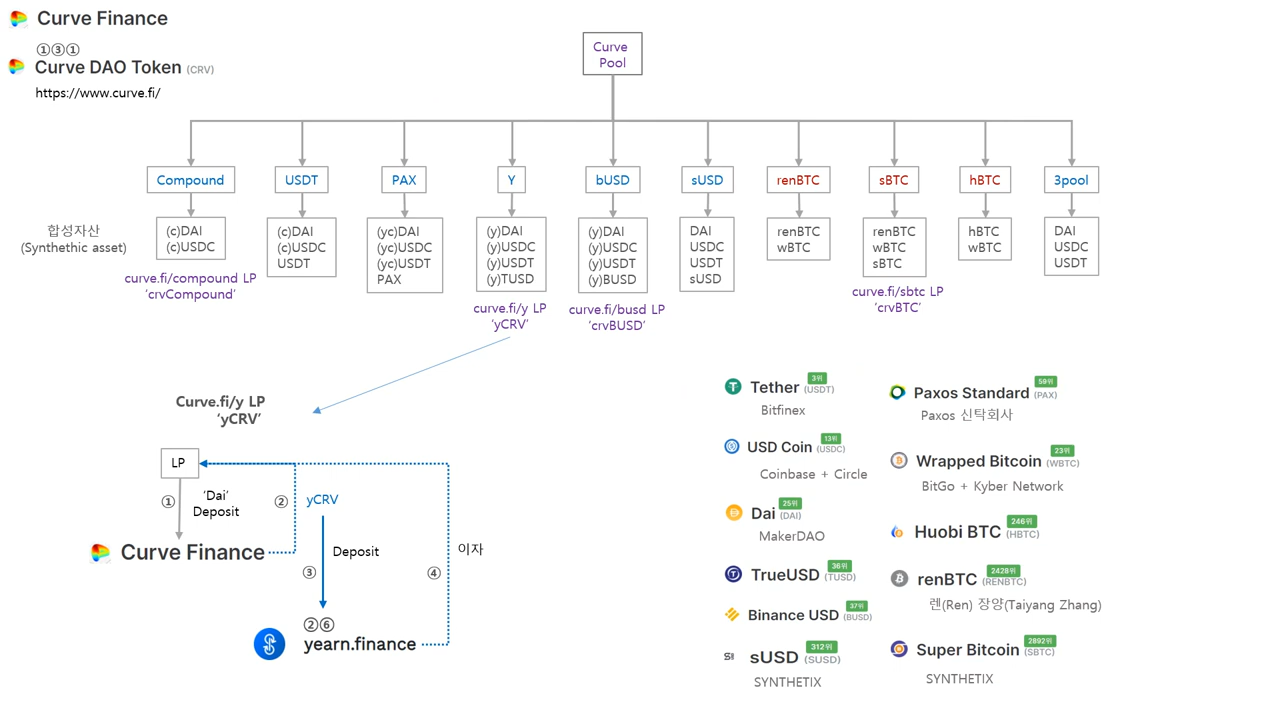 Curve Finance
①③①
Curve DAO Token (CRV)
https://www.curve.fi/
Curve
Pool
Compound
USDT
PAX
Y
bUSD
sUSD
renBTC
sBTC
hBTC
3pool
합성자산
(Synthethic asset)
(c)DAI
(c)USDC
(c)DAI
(c)USDC
USDT
(yc)DAI
(yc)USDC
(yc)USDT
PAX
(y)DAI
(y)USDC
(y)USDT
(y)TUSD
(y)DAI
(y)USDC
(y)USDT
(y)BUSD
DAI
USDC
USDT
sUSD
renBTC
wBTC
renBTC
wBTC
sBTC
hBTC
wBTC
DAI
USDC
USDT
curve.fi/compound LP
‘crvCompound’
curve.fi/y LP
‘yCRV’
curve.fi/busd LP
‘crvBUSD’
curve.fi/sbtc LP
‘crvBTC’
Curve.fi/y LP
‘yCRV’
LP
①
‘Dai’
Deposit
②
yCRV
Curve Finance
③
Deposit
④
이자
②⑥
yearn.finance
Tether (USDT) 3위
Bitfinex
USD Coin (USDC) 13위
Coinbase + Circle
Dai (DAI) 25위
MakerDAO
TrueUSD (TUSD) 36위
Binance USD (BUSD) 37위
sUSD (SUSD) 312위
SYNTHETIX
Paxos Standard (PAX) 59위
Paxos 신탁회사
Wrapped Bitcoin (WBTC) 23위
BitGo + Kyber Network
Huobi BTC (HBTC) 246위
renBTC (RENBTC) 2428위
렌(Ren) 장양(Taiyang Zhang)
Super Bitcoin (SBTC) 2892위
SYNTHETIX